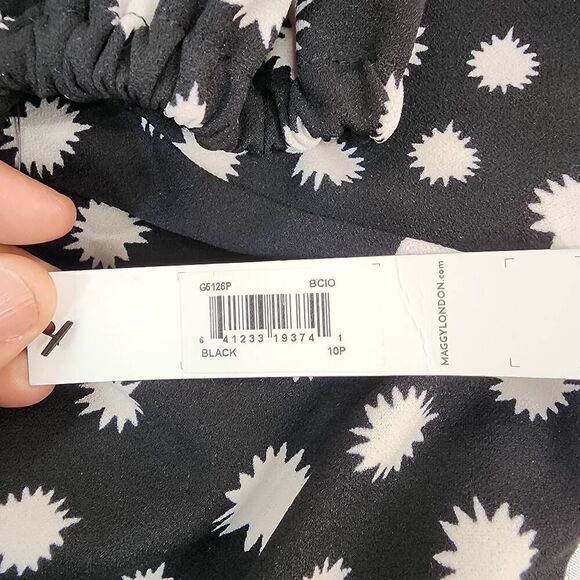 G5126P BCIO
6 41233 19374 1
BLACK 10P
MAGGYLONDON.com